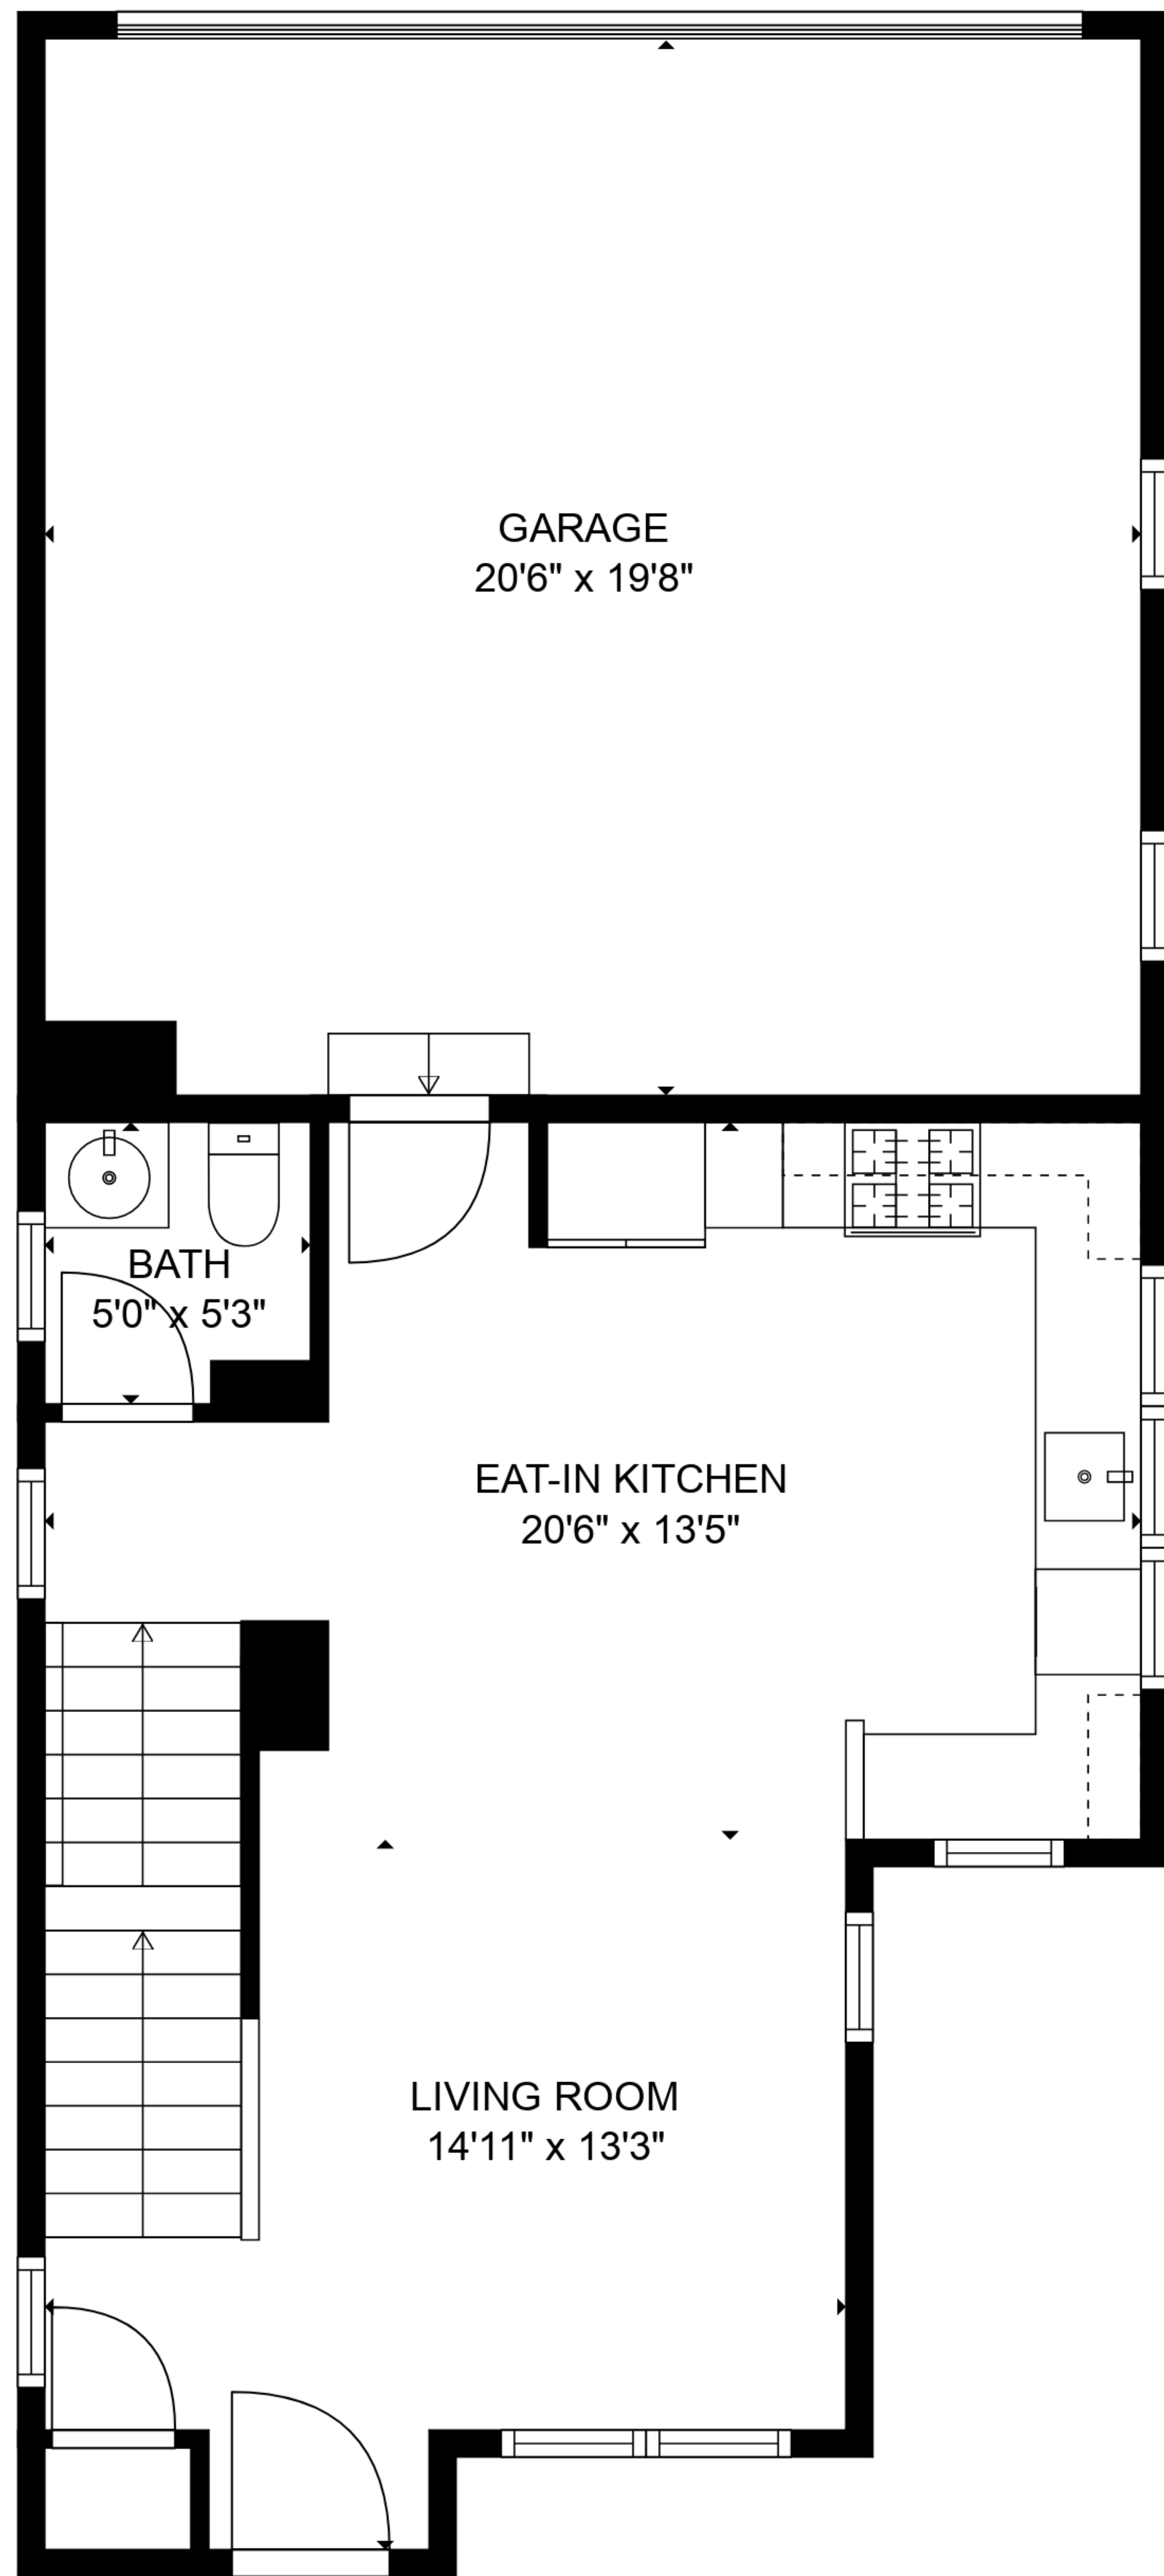 GARAGE
20'6" x 19'8"
BATH
5'0" x 5'3"
EAT-IN KITCHEN
20'6" x 13'5"
LIVING ROOM
14'11" x 13'3"